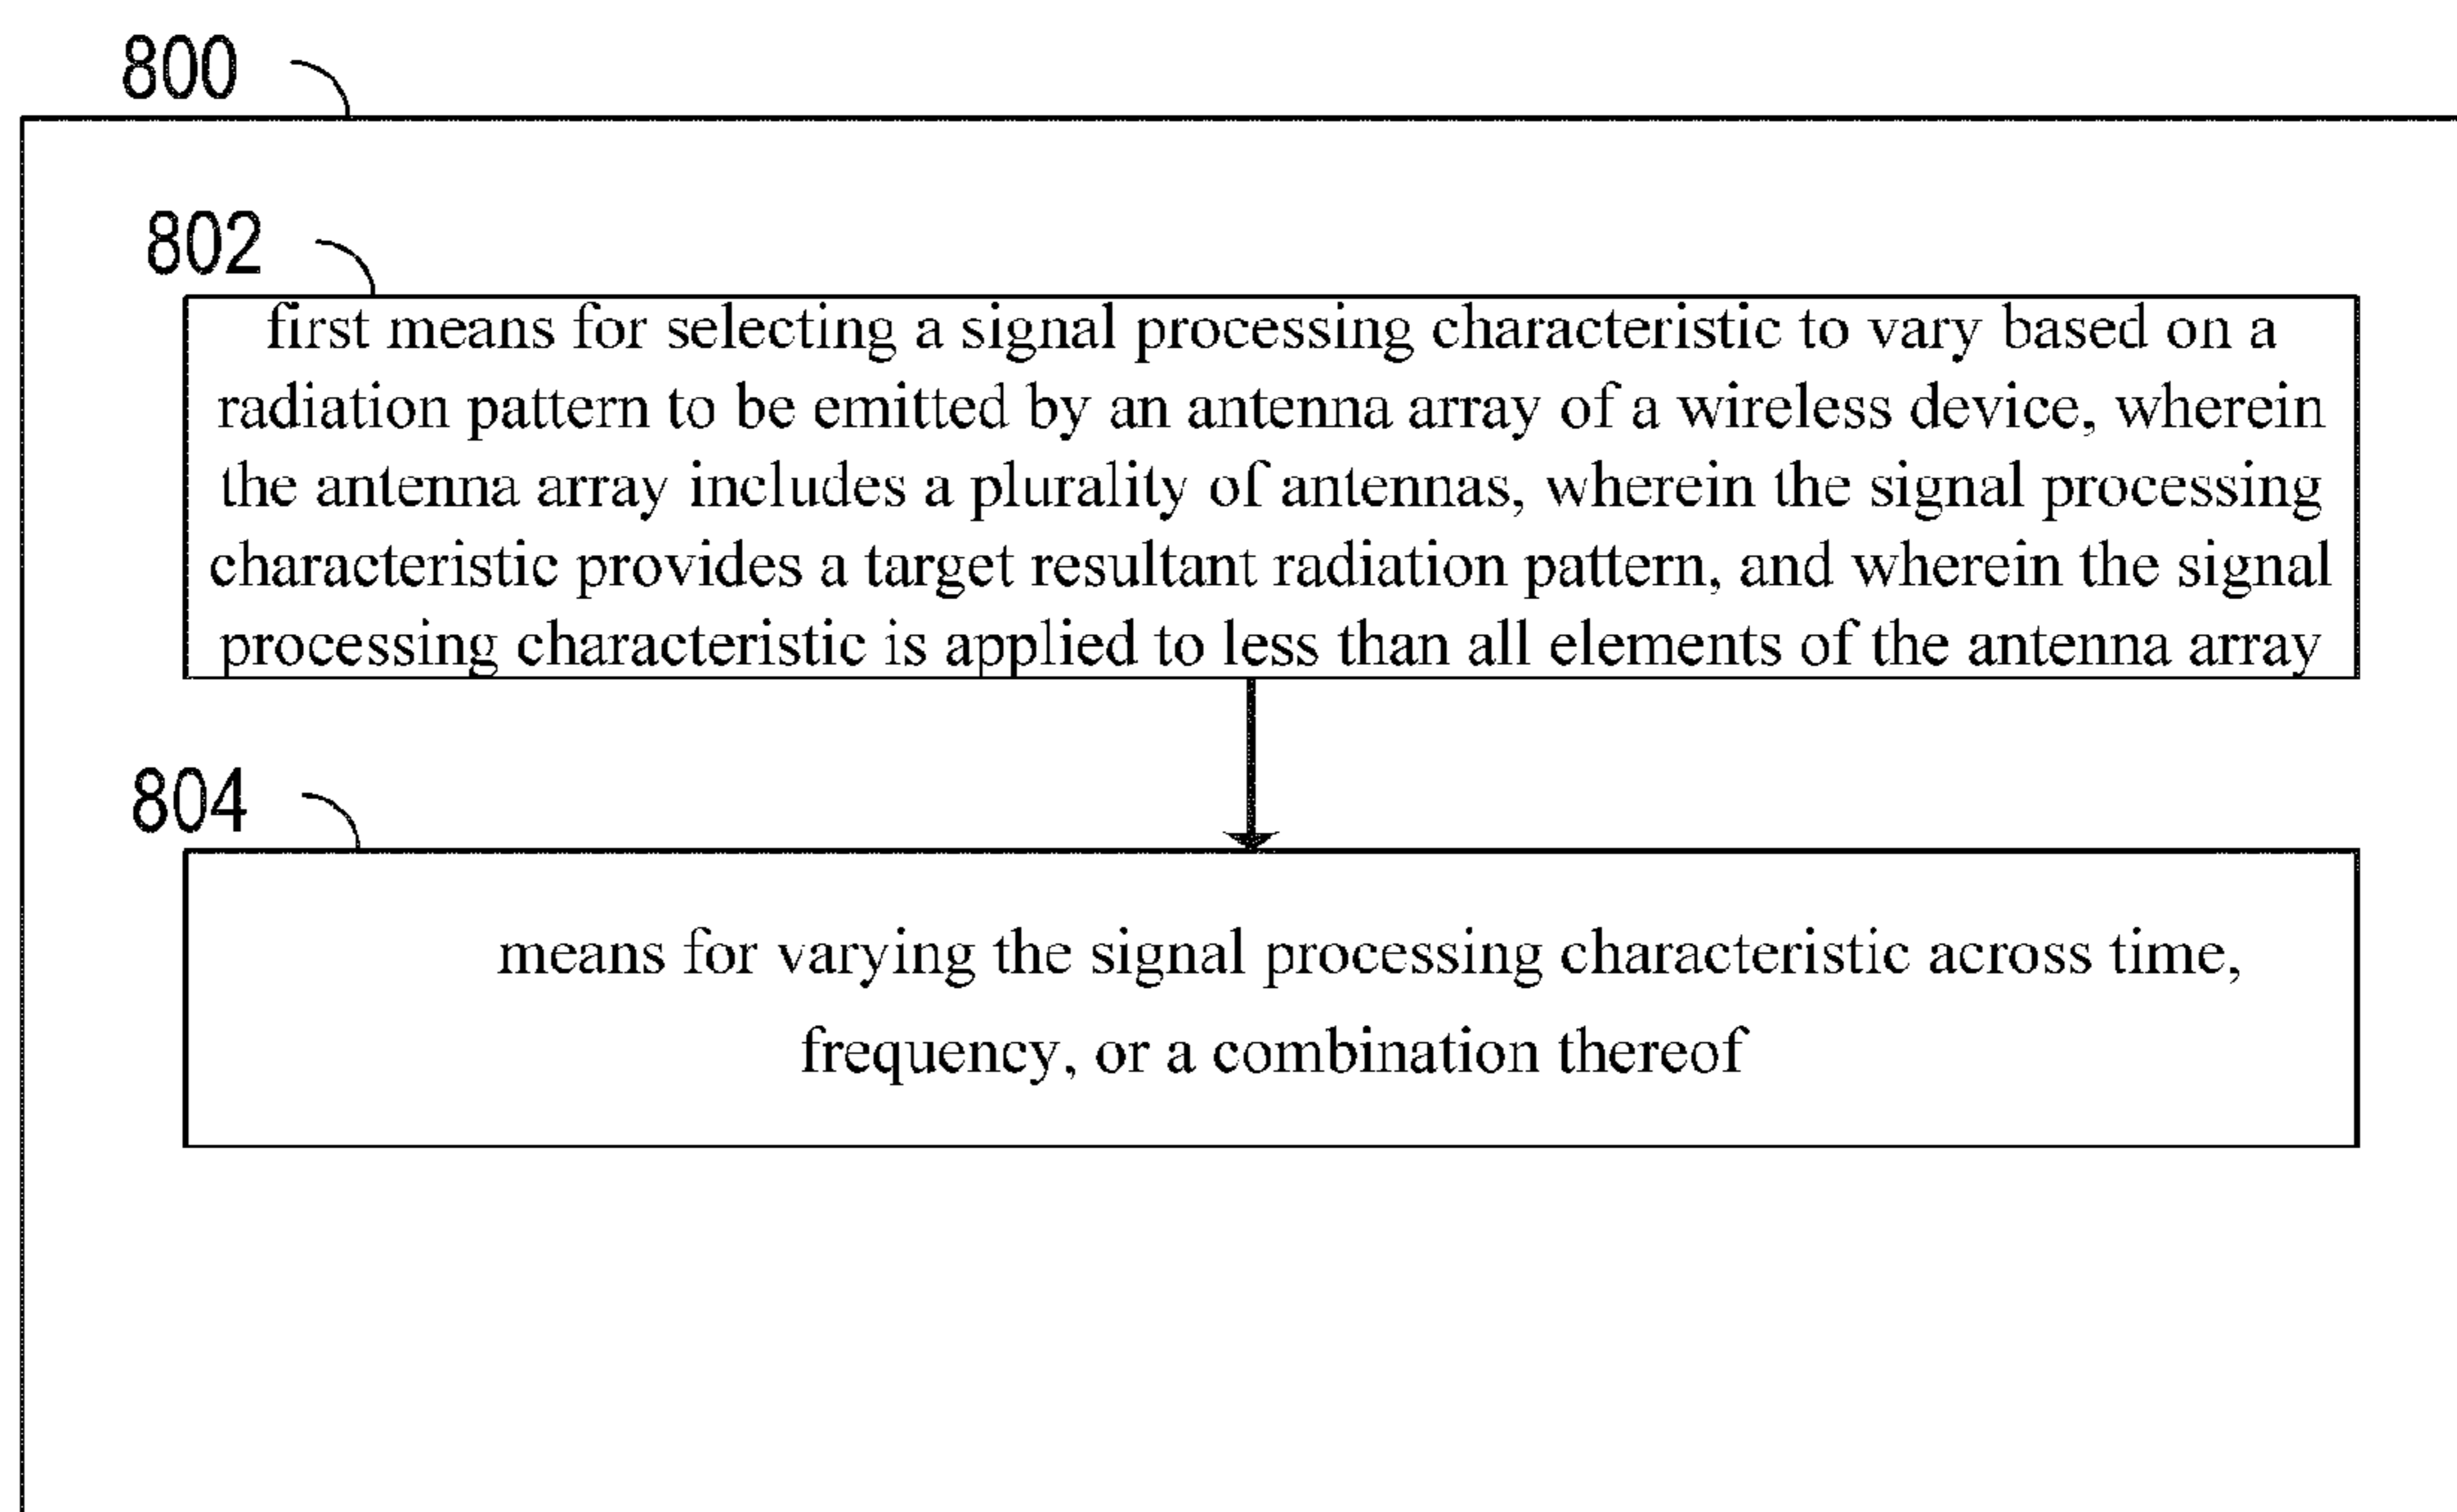 800
802
first means for selecting a signal processing characteristic to vary based on a
radiation pattern to be emitted by an antenna array of a wireless device, wherein
the antenna array includes a plurality of antennas, wherein the signal processing
characteristic provides a target resultant radiation pattern, and wherein the signal
processing characteristic is applied to less than all elements of the antenna array
804
means for varying the signal processing characteristic across time,
frequency, or a combination thereof